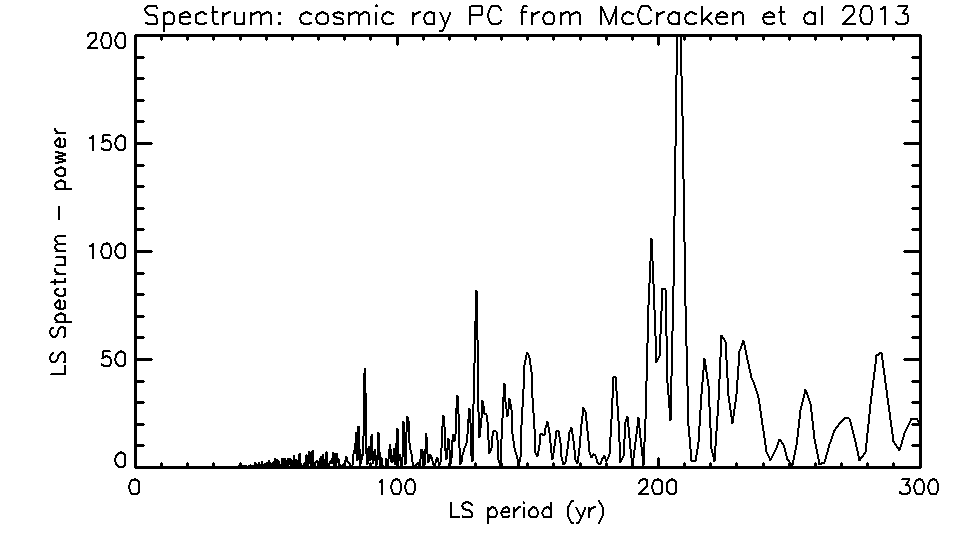 Spectrum: cosmic ray PC from McCracken et al 2013
200
150
100
50
0
LS Spectrum – power
0 100 200 300
LS period (yr)